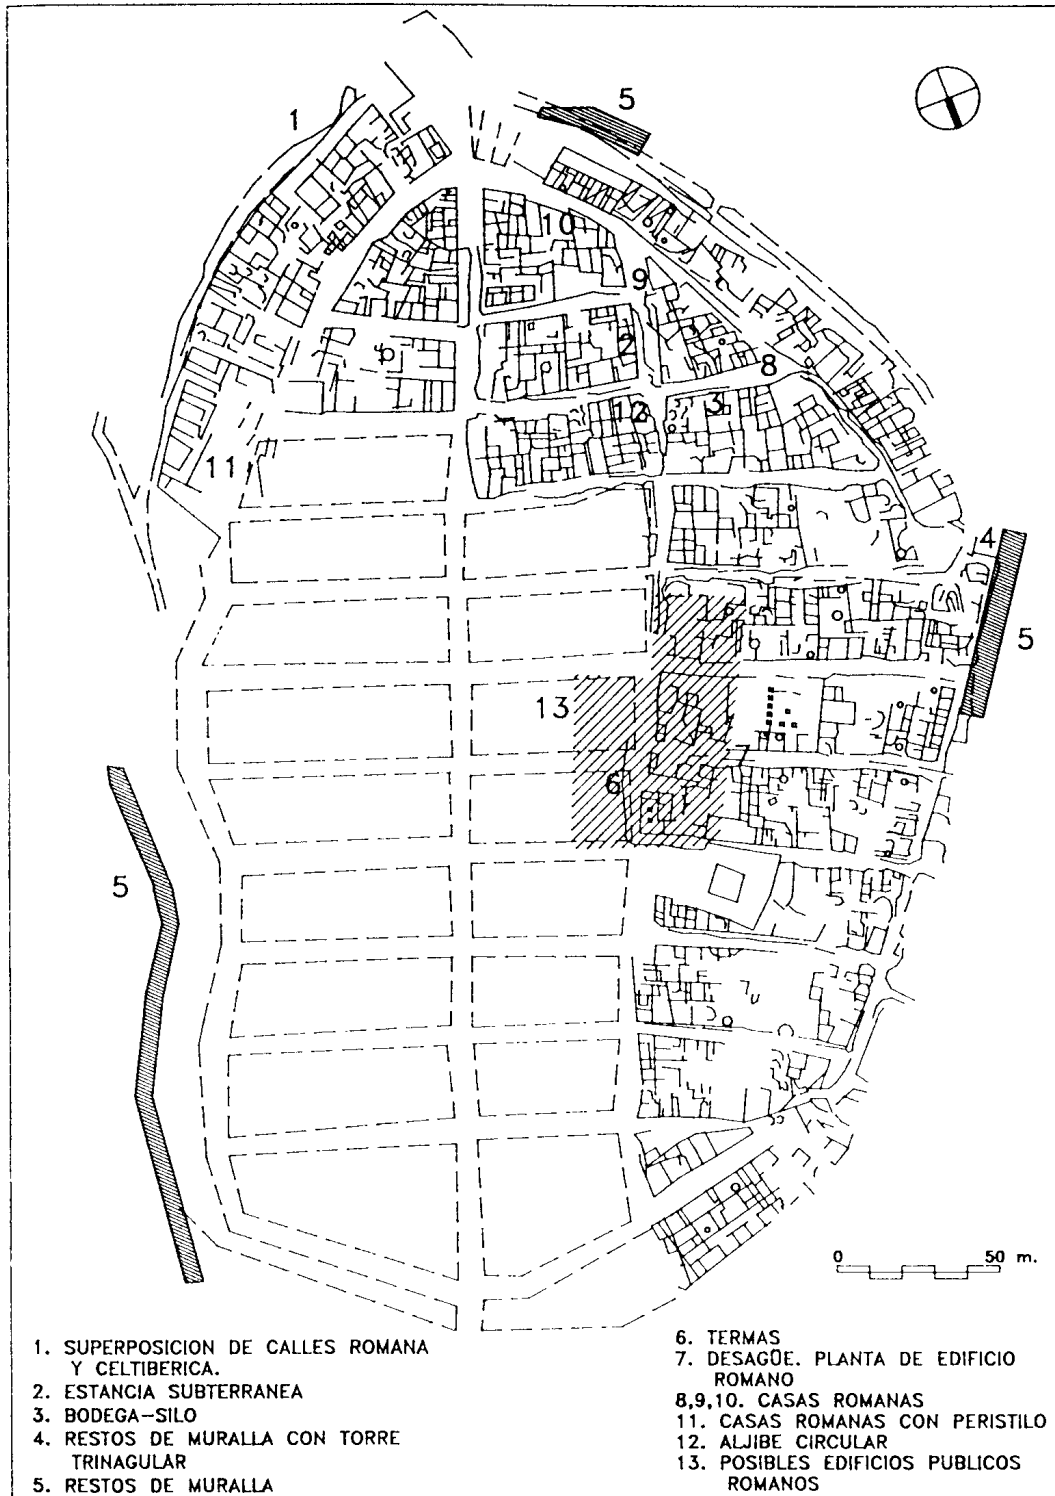 1
5
10
9
2
8
12
3
11
4
5
13
7
6
5
0 50 m.
1. SUPERPOSICION DE CALLES ROMANA
Y CELTIBERICA.
2. ESTANCIA SUBTERRANEA
3. BODEGA-SILO
4. RESTOS DE MURALLA CON TORRE
TRINAGULAR
5. RESTOS DE MURALLA
6. TERMAS
7. DESAGÜE. PLANTA DE EDIFICIO
ROMANO
8,9,10. CASAS ROMANAS
11. CASAS ROMANAS CON PERISTILO
12. ALJIBE CIRCULAR
13. POSIBLES EDIFICIOS PUBLICOS
ROMANOS